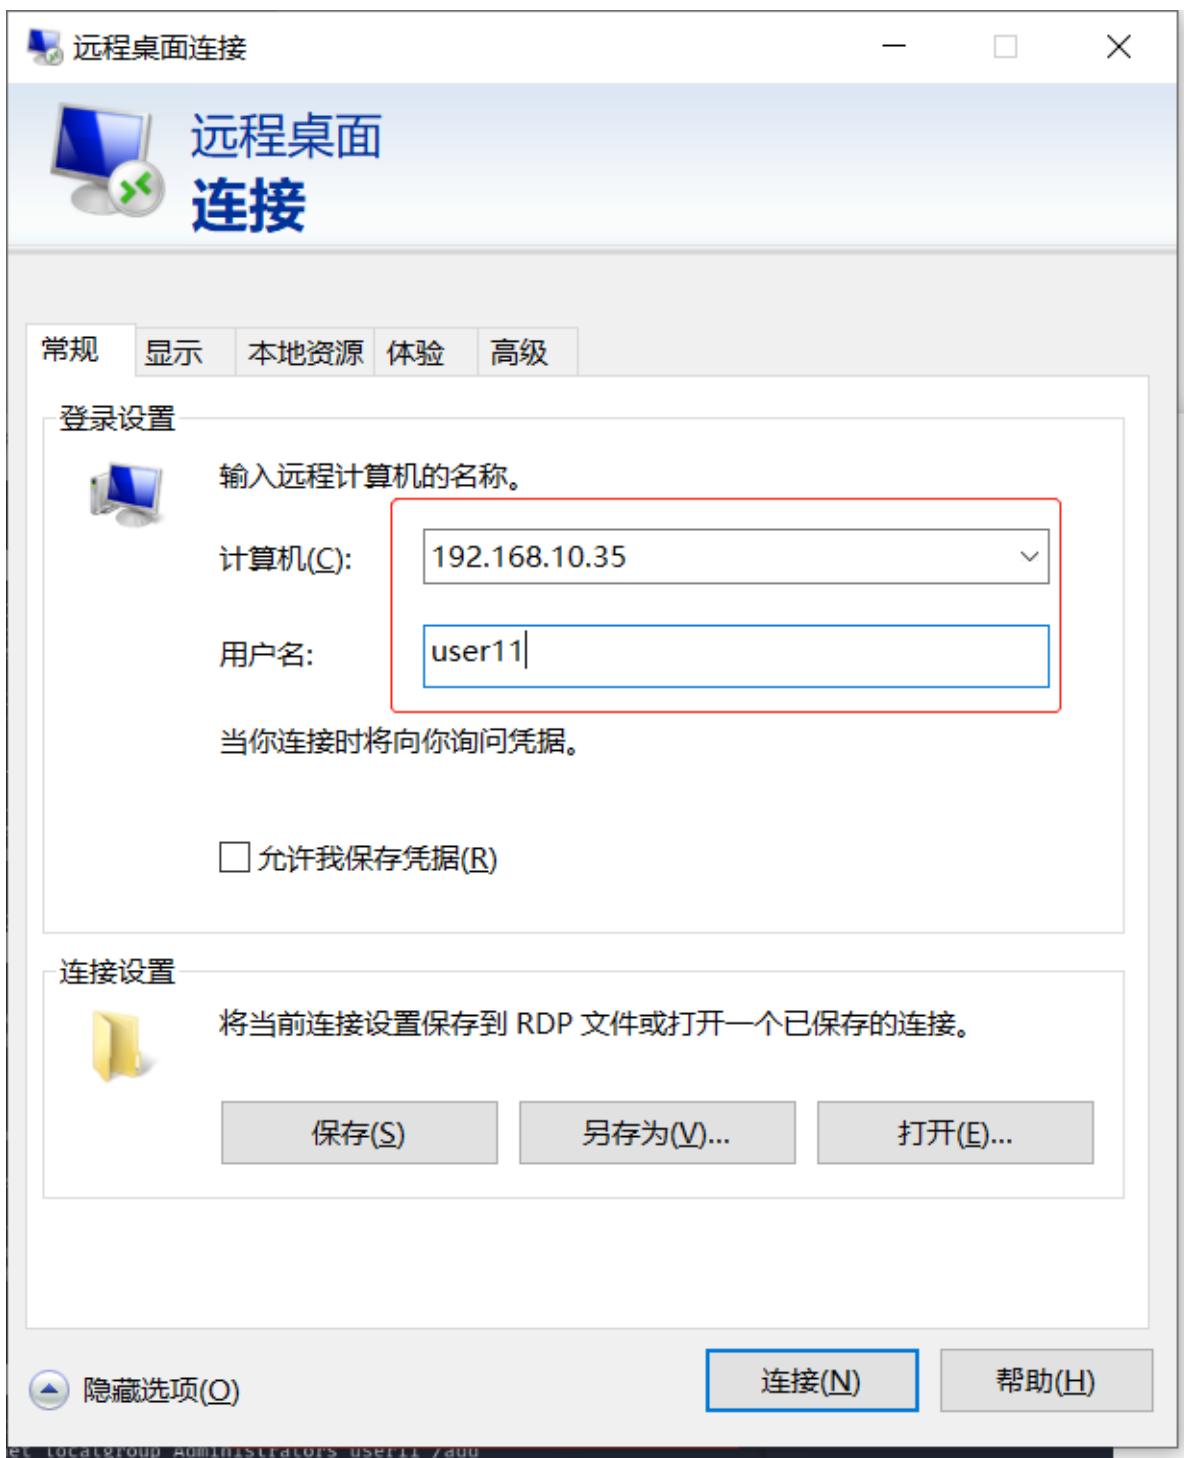 远程桌面连接
远程桌面
连接
常规 显示 本地资源 体验 高级
登录设置
输入远程计算机的名称。
计算机(C): 192.168.10.35
用户名: user11
当你连接时将向你询问凭据。
允许我保存凭据(R)
连接设置
将当前连接设置保存到 RDP 文件或打开一个已保存的连接。
保存(S) 另存为(V)... 打开(E)...
隐藏选项(O) 连接(N) 帮助(H)
et localgroup Administrators user11 /add